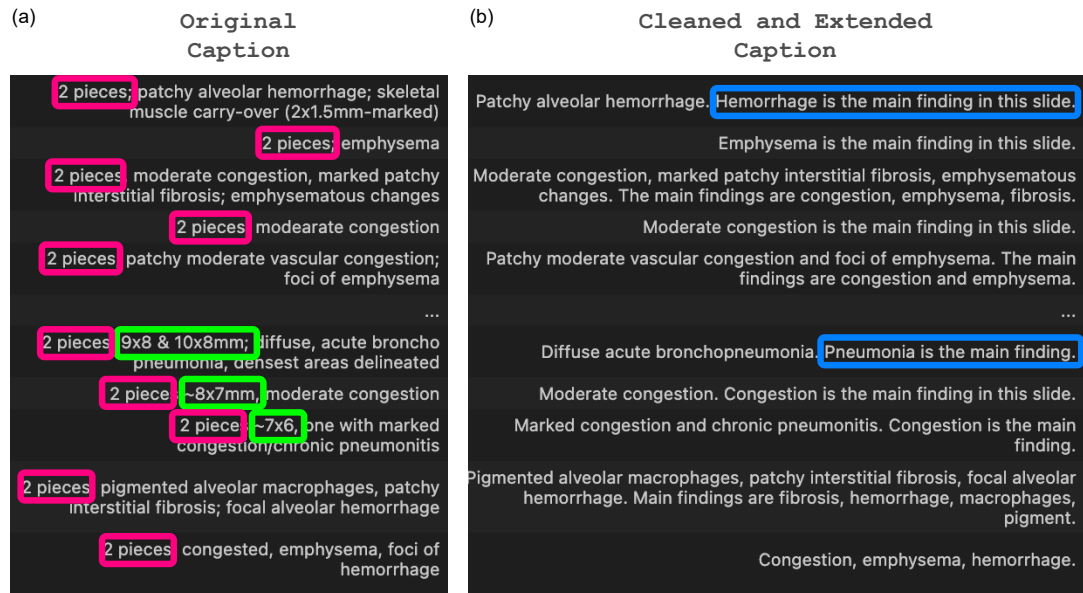 (a)
Original
Caption
2 pieces; patchy alveolar hemorrhage; skeletal
muscle carry-over (2x1.5mm-marked)
2 pieces; emphysema
2 pieces, moderate congestion, marked patchy
interstitial fibrosis; emphysematous changes
2 pieces modearate congestion
2 pieces patchy moderate vascular congestion;
foci of emphysema
...
2 pieces 9x8 & 10x8mm; diffuse, acute broncho
pneumonia, densest areas delineated
2 pieces ~8x7mm, moderate congestion
2 pieces ~7x6, one with marked
congestion/chronic pneumonitis
2 pieces pigmented alveolar macrophages, patchy
interstitial fibrosis; focal alveolar hemorrhage
2 pieces congested, emphysema, foci of
hemorrhage
(b)
Cleaned and Extended
Caption
Patchy alveolar hemorrhage. Hemorrhage is the main finding in this slide.
Emphysema is the main finding in this slide.
Moderate congestion, marked patchy interstitial fibrosis, emphysematous
changes. The main findings are congestion, emphysema, fibrosis.
Moderate congestion is the main finding in this slide.
Patchy moderate vascular congestion and foci of emphysema. The main
findings are congestion and emphysema.
...
Diffuse acute bronchopneumonia. Pneumonia is the main finding.
Moderate congestion. Congestion is the main finding in this slide.
Marked congestion and chronic pneumonitis. Congestion is the main
finding.
Pigmented alveolar macrophages, patchy interstitial fibrosis, focal alveolar
hemorrhage. Main findings are fibrosis, hemorrhage, macrophages,
pigment.
Congestion, emphysema, hemorrhage.